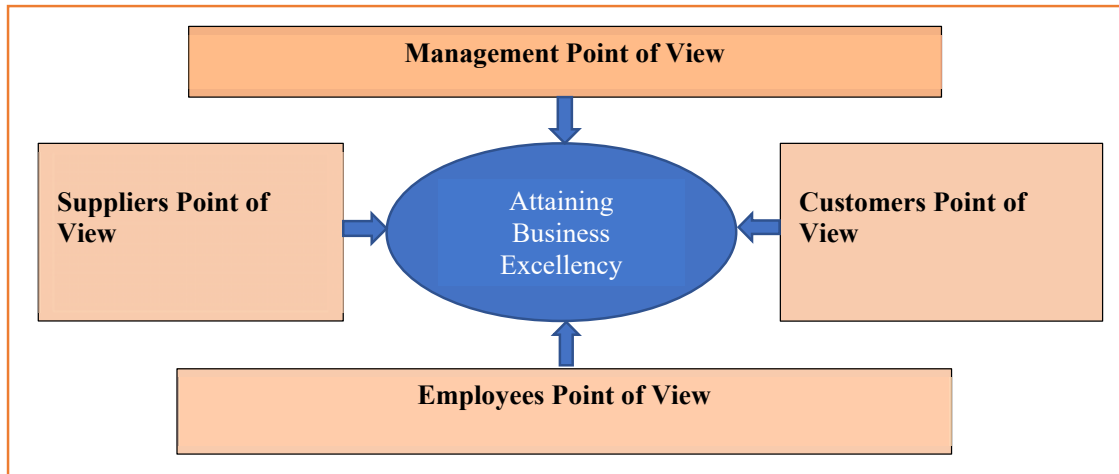 Management Point of View
Suppliers Point of
View
Attaining
Business
Excellency
Customers Point of
View
Employees Point of View